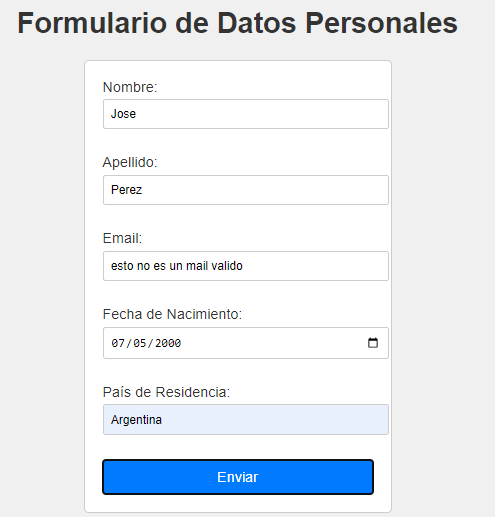 Formulario de Datos Personales
Nombre:
Jose
Apellido:
Perez
Email:
esto no es un mail valido
Fecha de Nacimiento:
07/05/2000
País de Residencia:
Argentina
Enviar